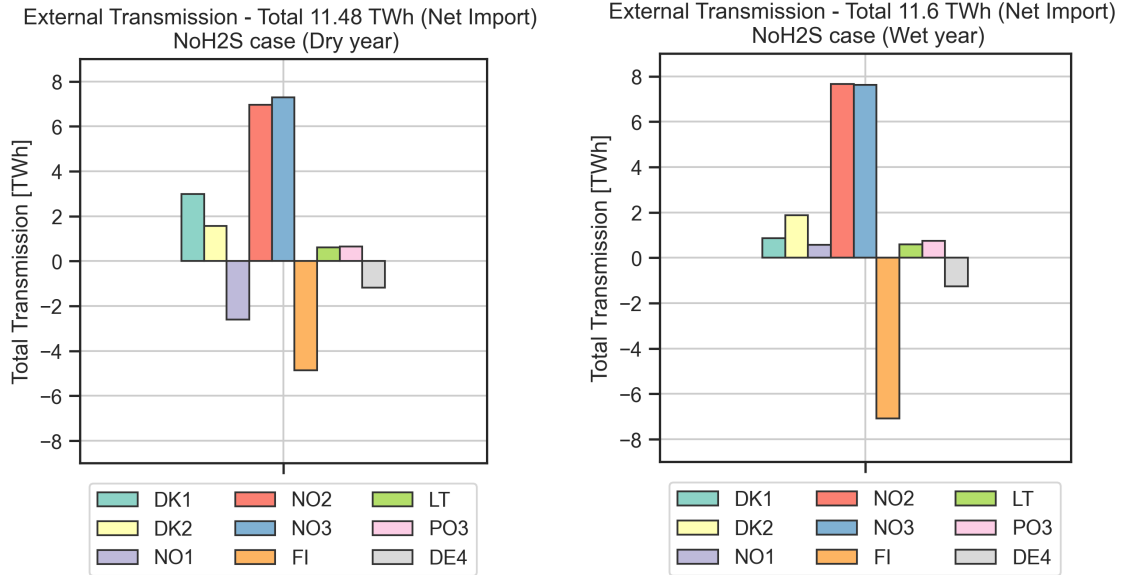 External Transmission - Total 11.48 TWh (Net Import)
NoH2S case (Dry year)
Total Transmission [TWh]
8
6
4
2
0
−2
−4
−6
−8
DK1
NO2
LT
DK2
NO3
PO3
NO1
FI
DE4
External Transmission - Total 11.6 TWh (Net Import)
NoH2S case (Wet year)
Total Transmission [TWh]
8
6
4
2
0
−2
−4
−6
−8
DK1
NO2
LT
DK2
NO3
PO3
NO1
FI
DE4